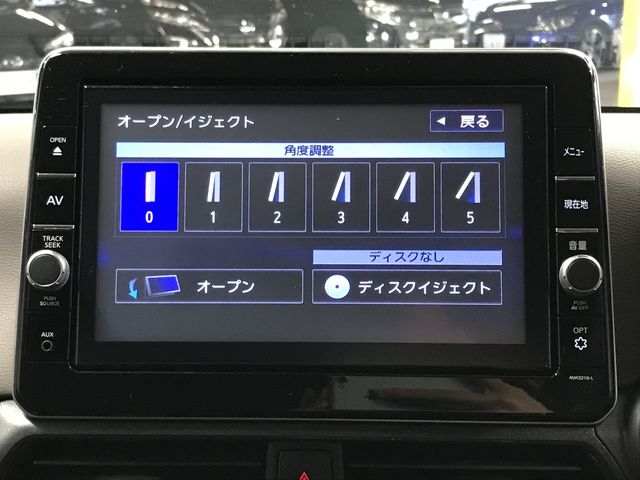 オープン/イジェクト
◀ 戻る
角度調整
0 1 2 3 4 5
ディスクなし
オープン
ディスクイジェクト
OPEN
AV
TRACK
SEEK
PUSH
SOURCE
AUX
メニュー
現在地
音量
PUSH
AV OFF
OPT
MM321D-L